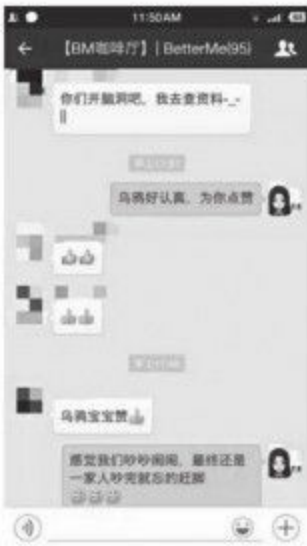 11:50AM
【BM咖啡厅】| BetterMe(95)
你们开脑洞吧，我去查资料-_-
||
乌鸦好认真，为你点赞
乌鸦宝宝赞
感觉我们吵吵闹闹，最终还是
一家人吵完就忘的赶脚